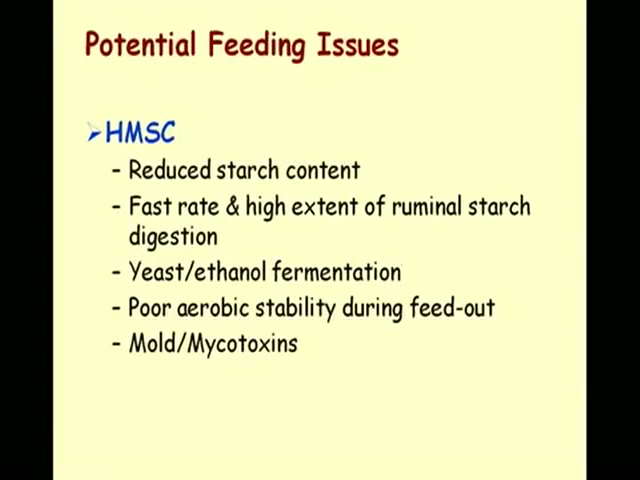 Potential Feeding Issues
➢HMSC
- Reduced starch content
- Fast rate & high extent of ruminal starch
digestion
- Yeast/ethanol fermentation
- Poor aerobic stability during feed-out
- Mold/Mycotoxins